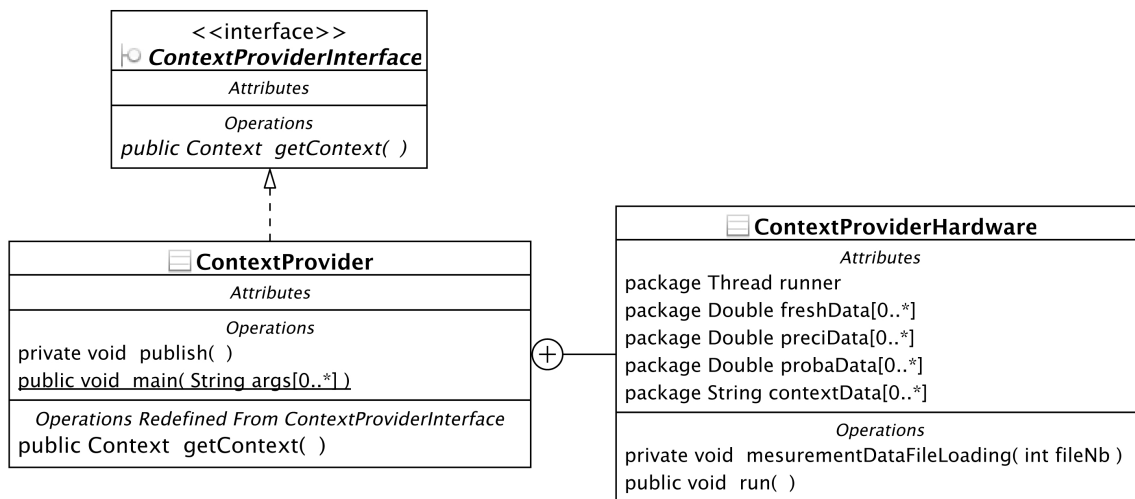 <<interface>>
ContextProviderInterface
Attributes
Operations
public Context getContext( )
ContextProvider
Attributes
Operations
private void publish( )
public void main( String args[0..*] )
Operations Redefined From ContextProviderInterface
public Context getContext( )
ContextProviderHardware
Attributes
package Thread runner
package Double freshData[0..*]
package Double preciData[0..*]
package Double probaData[0..*]
package String contextData[0..*]
Operations
private void mesurementDataFileLoading( int fileNb )
public void run( )